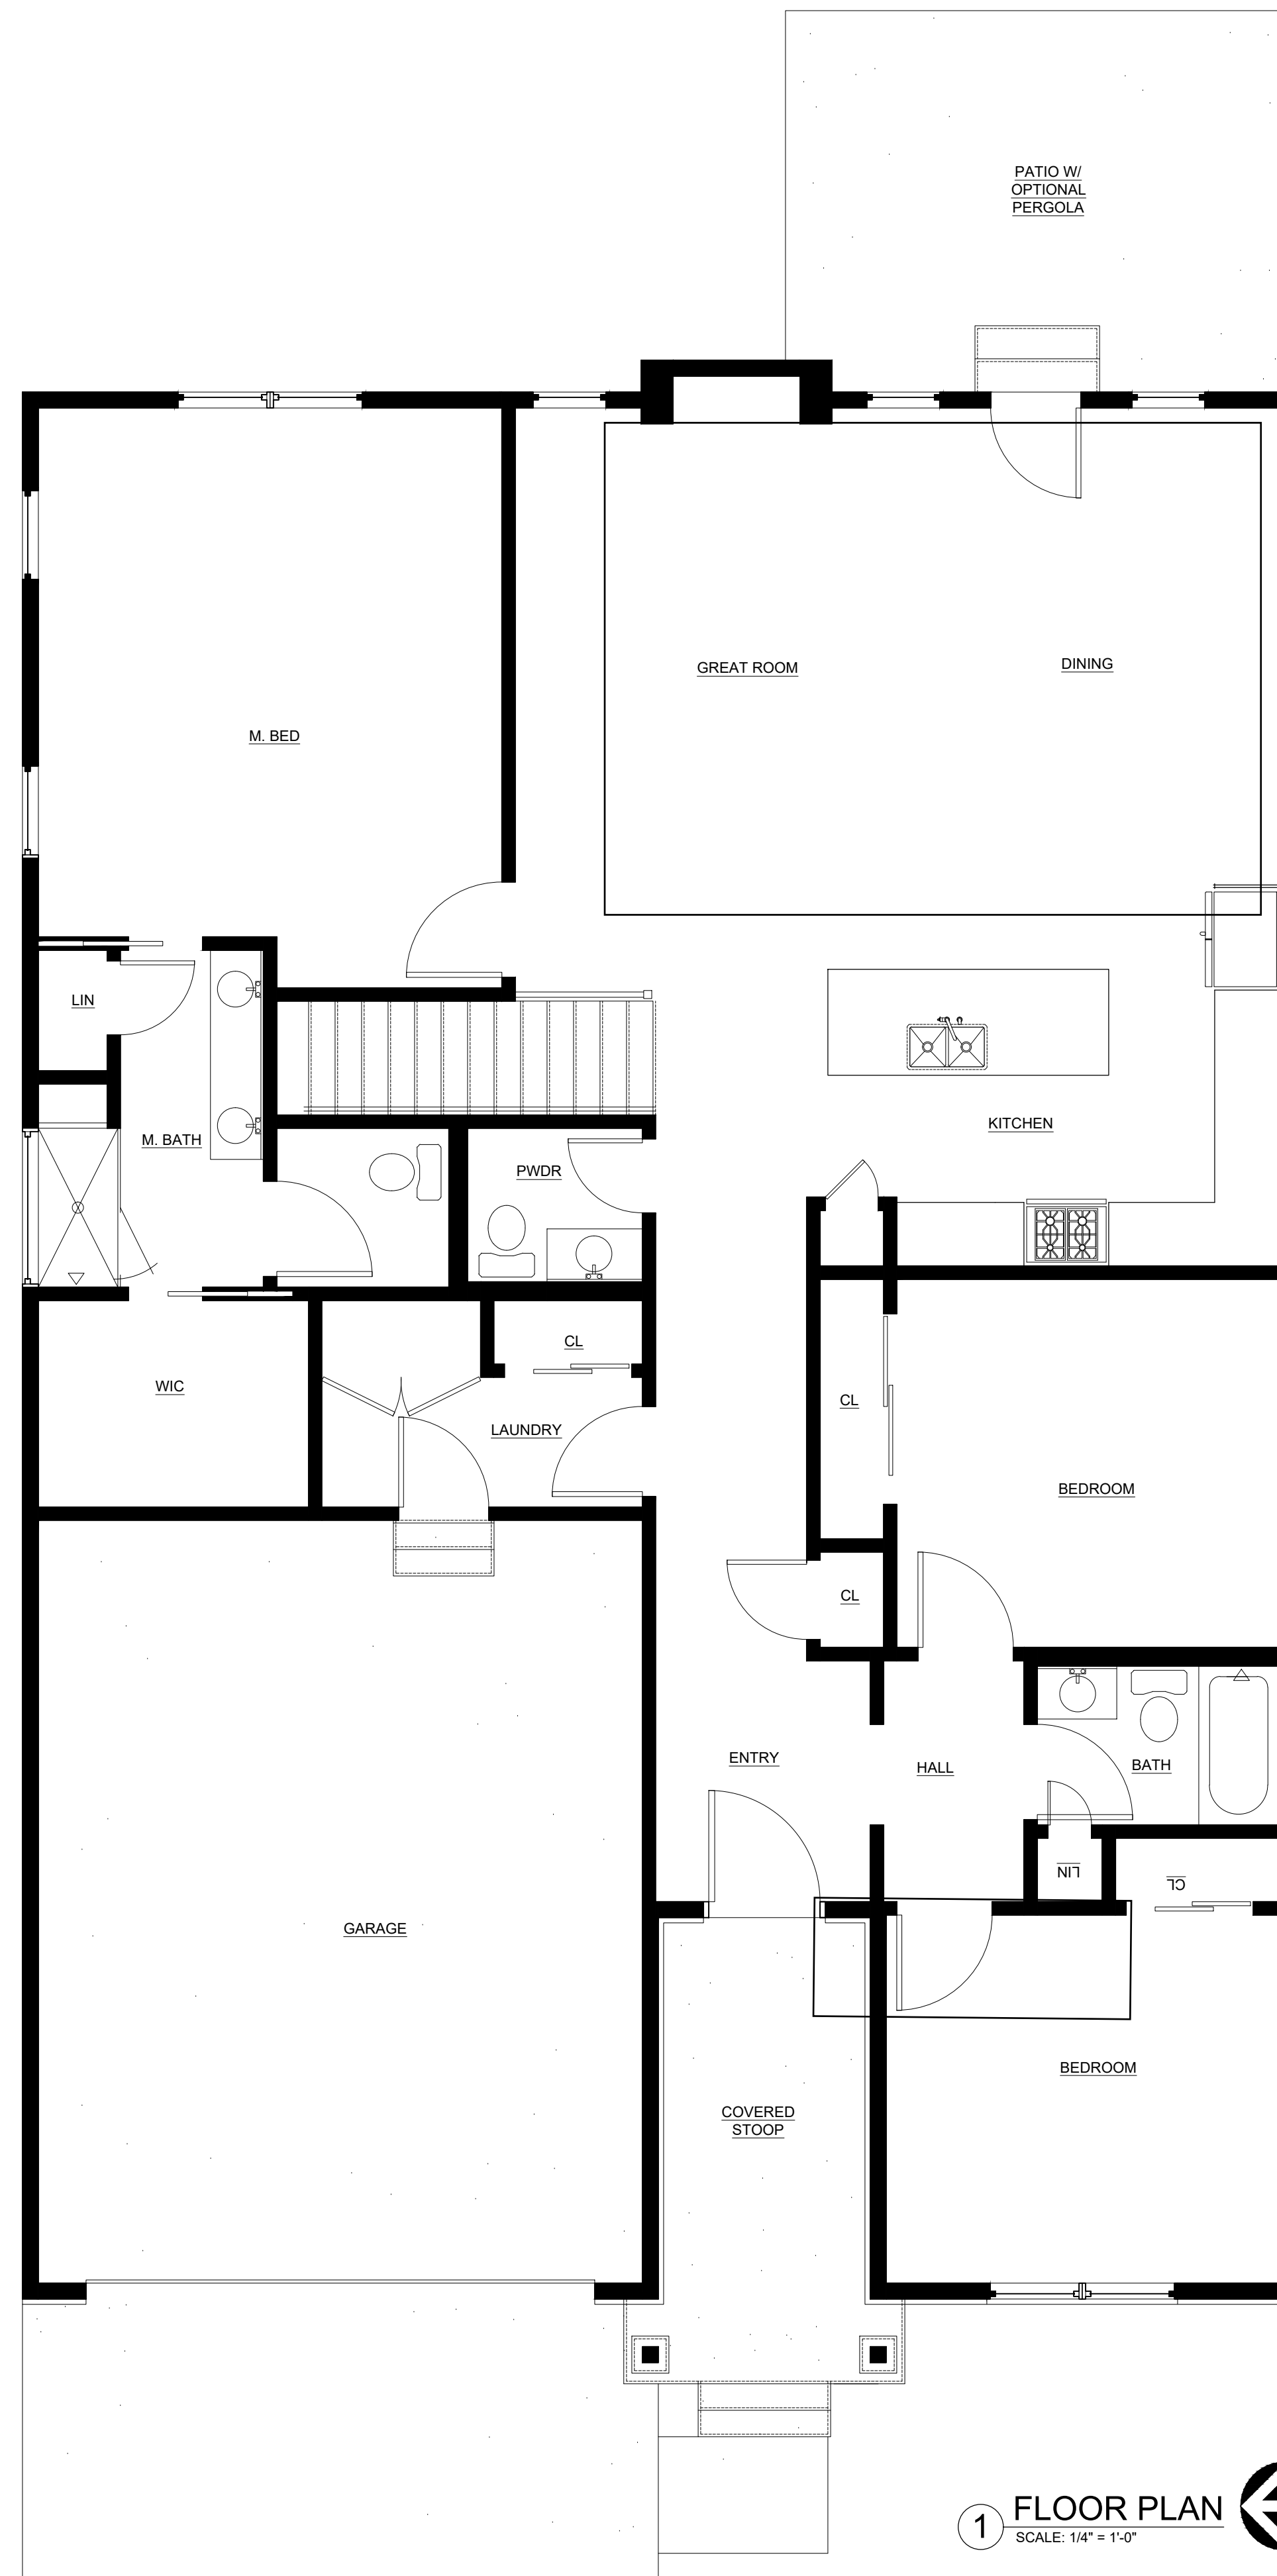 PATIO W/
OPTIONAL
PERGOLA
GREAT ROOM
DINING
M. BED
LIN
M. BATH
KITCHEN
PWDR
CL
WIC
CL
LAUNDRY
BEDROOM
CL
ENTRY
HALL
BATH
LIN
CL
GARAGE
BEDROOM
COVERED
STOOP
1
FLOOR PLAN
SCALE: 1/4" = 1'-0"